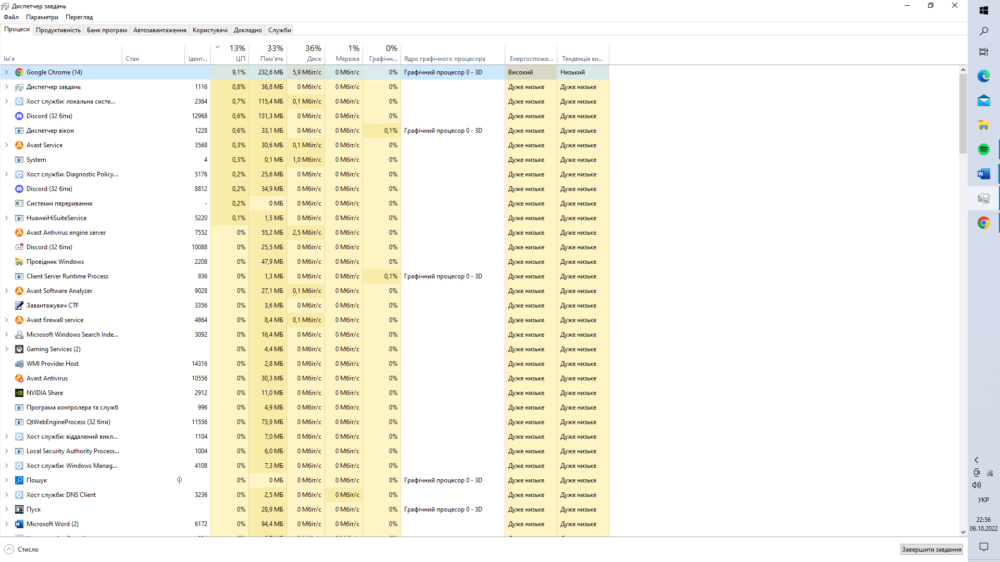 Диспетчер завдань
Файл Параметри Перегляд
Процеси Продуктивність Банк програм Автозавантаження Користувачі Докладно Служби
13% 33% 36% 1% 0%
Ім'я Стан Ідент... ЦП Пам'ять Диск Мережа Графічн... Ядро графічного процесора Енергоспожи... Тенденція ен...
Google Chrome (14) 9,1% 232,6 МБ 5,9 Мбіт/с 0 Мбіт/с 0% Графічний процесор 0 - 3D Високий Низький
Диспетчер завдань 1116 0,8% 36,8 МБ 0 Мбіт/с 0 Мбіт/с 0% Дуже низьке Дуже низьке
Хост служби: локальна систе... 2364 0,7% 115,4 МБ 0,1 Мбіт/с 0 Мбіт/с 0% Дуже низьке Дуже низьке
Discord (32 біти) 12968 0,6% 131,3 МБ 0 Мбіт/с 0 Мбіт/с 0% Дуже низьке Дуже низьке
Диспетчер вікон 1228 0,6% 33,1 МБ 0 Мбіт/с 0 Мбіт/с 0,1% Графічний процесор 0 - 3D Дуже низьке Дуже низьке
Avast Service 3568 0,3% 30,6 МБ 0,1 Мбіт/с 0 Мбіт/с 0% Дуже низьке Дуже низьке
System 4 0,3% 0,1 МБ 1,0 Мбіт/с 0 Мбіт/с 0% Дуже низьке Дуже низьке
Хост служби: Diagnostic Policy... 5176 0,2% 25,6 МБ 0 Мбіт/с 0 Мбіт/с 0% Дуже низьке Дуже низьке
Discord (32 біти) 8812 0,2% 34,9 МБ 0 Мбіт/с 0 Мбіт/с 0% Дуже низьке Дуже низьке
Системні переривання - 0,2% 0 МБ 0 Мбіт/с 0 Мбіт/с 0% Дуже низьке Дуже низьке
HuaweiHiSuiteService 5220 0,1% 1,5 МБ 0 Мбіт/с 0 Мбіт/с 0% Дуже низьке Дуже низьке
Avast Antivirus engine server 7552 0% 55,2 МБ 2,5 Мбіт/с 0 Мбіт/с 0% Дуже низьке Дуже низьке
Discord (32 біти) 10088 0% 25,5 МБ 0 Мбіт/с 0 Мбіт/с 0% Дуже низьке Дуже низьке
Провідник Windows 2208 0% 47,9 МБ 0 Мбіт/с 0 Мбіт/с 0% Дуже низьке Дуже низьке
Client Server Runtime Process 936 0% 1,3 МБ 0 Мбіт/с 0 Мбіт/с 0,1% Графічний процесор 0 - 3D Дуже низьке Дуже низьке
Avast Software Analyzer 9028 0% 27,1 МБ 0,1 Мбіт/с 0 Мбіт/с 0% Дуже низьке Дуже низьке
Завантажувач CTF 3356 0% 3,6 МБ 0 Мбіт/с 0 Мбіт/с 0% Дуже низьке Дуже низьке
Avast firewall service 4864 0% 8,4 МБ 0,1 Мбіт/с 0 Мбіт/с 0% Дуже низьке Дуже низьке
Microsoft Windows Search Inde... 3092 0% 16,4 МБ 0 Мбіт/с 0 Мбіт/с 0% Дуже низьке Дуже низьке
Gaming Services (2) 0% 4,4 МБ 0 Мбіт/с 0 Мбіт/с 0% Дуже низьке Дуже низьке
WMI Provider Host 14316 0% 2,8 МБ 0 Мбіт/с 0 Мбіт/с 0% Дуже низьке Дуже низьке
Avast Antivirus 10556 0% 30,3 МБ 0 Мбіт/с 0 Мбіт/с 0% Дуже низьке Дуже низьке
NVIDIA Share 2912 0% 11,0 МБ 0 Мбіт/с 0 Мбіт/с 0% Дуже низьке Дуже низьке
Програма контролера та служб 996 0% 4,9 МБ 0 Мбіт/с 0 Мбіт/с 0% Дуже низьке Дуже низьке
QtWebEngineProcess (32 біти) 11556 0% 73,9 МБ 0 Мбіт/с 0 Мбіт/с 0% Дуже низьке Дуже низьке
Хост служби: віддалений викл... 1104 0% 7,0 МБ 0 Мбіт/с 0 Мбіт/с 0% Дуже низьке Дуже низьке
Local Security Authority Process... 1004 0% 6,0 МБ 0 Мбіт/с 0 Мбіт/с 0% Дуже низьке Дуже низьке
Хост служби: Windows Manag... 4108 0% 7,3 МБ 0 Мбіт/с 0 Мбіт/с 0% Дуже низьке Дуже низьке
Пошук 0% 0 МБ 0 Мбіт/с 0 Мбіт/с 0% Графічний процесор 0 - 3D Дуже низьке Дуже низьке
Хост служби: DNS Client 3236 0% 2,5 МБ 0 Мбіт/с 0 Мбіт/с 0% Дуже низьке Дуже низьке
Пуск 0% 28,9 МБ 0 Мбіт/с 0 Мбіт/с 0% Графічний процесор 0 - 3D Дуже низьке Дуже низьке
Microsoft Word (2) 6172 0% 94,4 МБ 0 Мбіт/с 0 Мбіт/с 0% Дуже низьке Дуже низьке
Стисло
Завершити завдання
УКР
22:56
06.10.2022